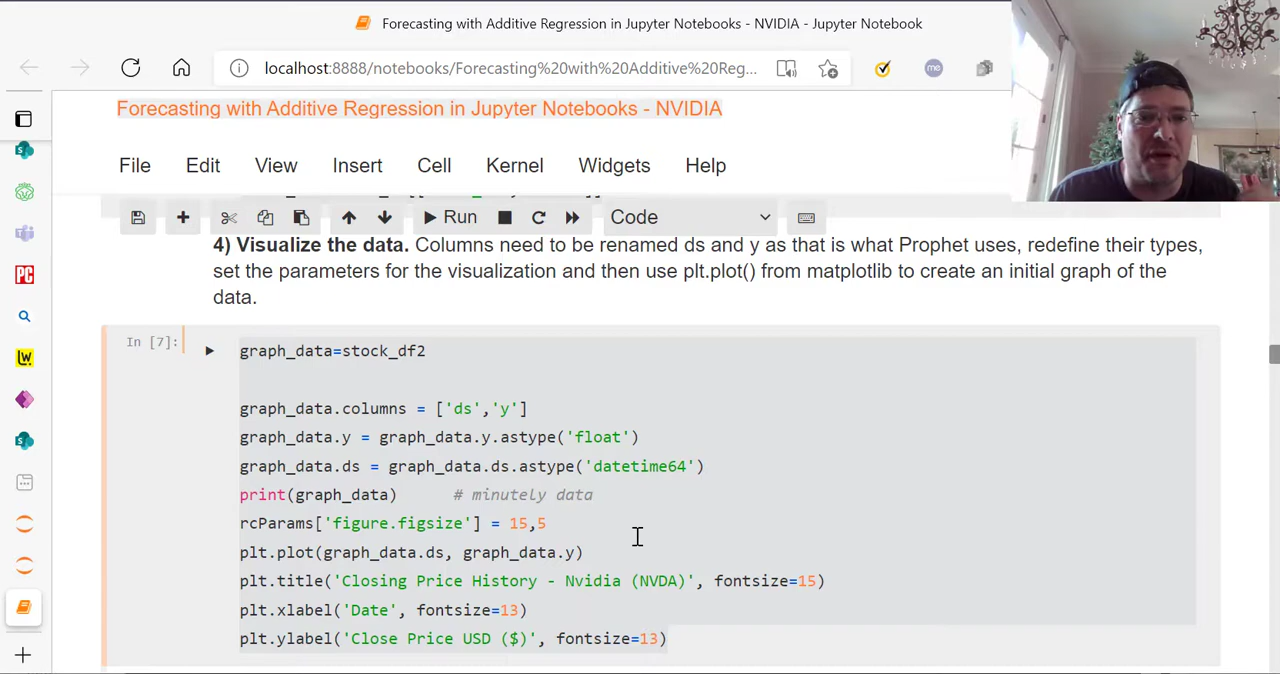 Forecasting with Additive Regression in Jupyter Notebooks - NVIDIA - Jupyter Notebook
localhost:8888/notebooks/Forecasting%20with%20Additive%20Reg...
me
Forecasting with Additive Regression in Jupyter Notebooks - NVIDIA
File Edit View Insert Cell Kernel Widgets Help
Run Code
4) Visualize the data. Columns need to be renamed ds and y as that is what Prophet uses, redefine their types,
set the parameters for the visualization and then use plt.plot() from matplotlib to create an initial graph of the
data.
In [7]:
graph_data=stock_df2
graph_data.columns = ['ds','y']
graph_data.y = graph_data.y.astype('float')
graph_data.ds = graph_data.ds.astype('datetime64')
print(graph_data) # minutely data
rcParams['figure.figsize'] = 15,5
plt.plot(graph_data.ds, graph_data.y)
plt.title('Closing Price History - Nvidia (NVDA)', fontsize=15)
plt.xlabel('Date', fontsize=13)
plt.ylabel('Close Price USD ($)', fontsize=13)
PC
LW